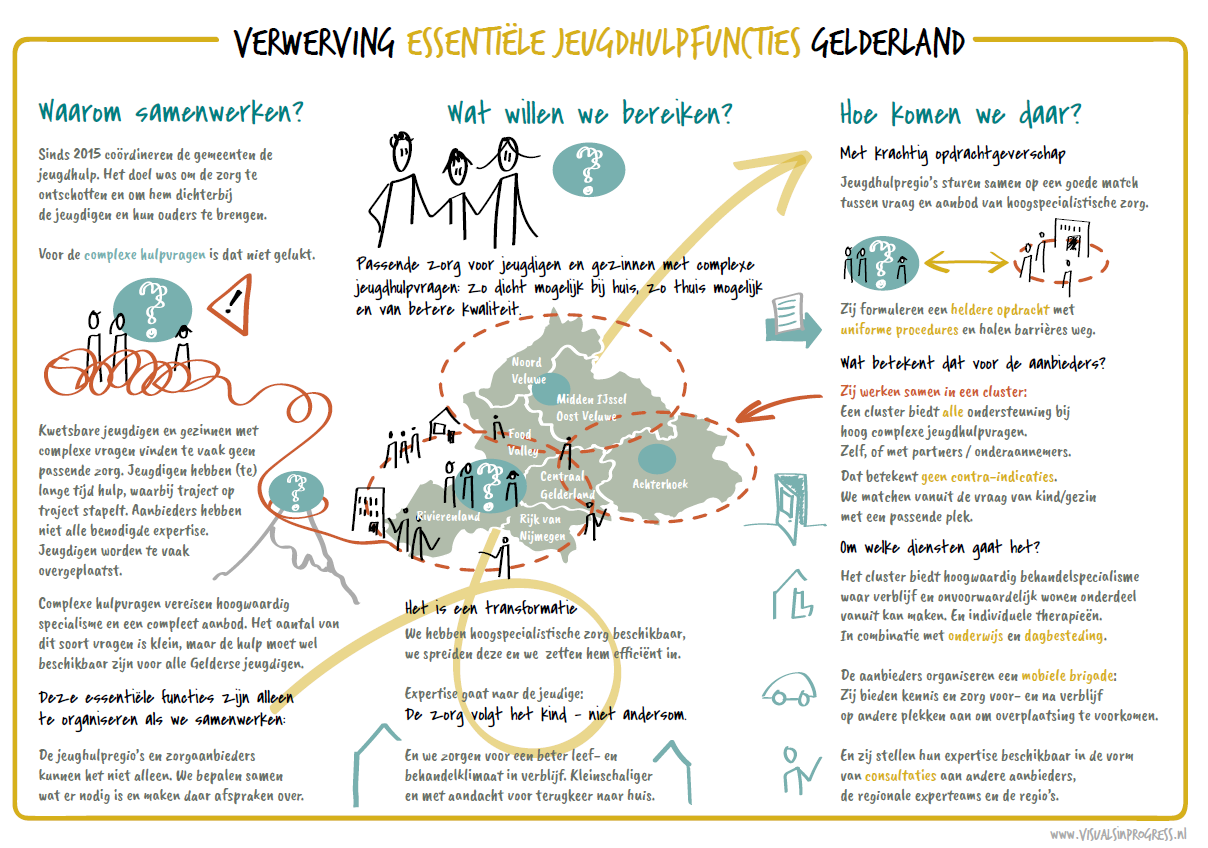 VERWERVING ESSENTIËLE JEUGDHULPFUNCTIES GELDERLAND
Waarom samenwerken?
Sinds 2015 coördineren de gemeenten de
jeugdhulp. Het doel was om de zorg te
ontschotten en om hem dichterbij
de jeugdigen en hun ouders te brengen.
Voor de complexe hulpvragen is dat niet gelukt.
Kwetsbare jeugdigen en gezinnen met
complexe vragen vinden te vaak geen
passende zorg. Jeugdigen hebben (te)
lange tijd hulp, waarbij traject op
traject stapelt. Aanbieders hebben
niet alle benodigde expertise.
Jeugdigen worden te vaak
overgeplaatst.
Complexe hulpvragen vereisen hoogwaardig
specialisme en een compleet aanbod. Het aantal van
dit soort vragen is klein, maar de hulp moet wel
beschikbaar zijn voor alle Gelderse jeugdigen.
Deze essentiële functies zijn alleen
te organiseren als we samenwerken:
De jeughulpregio's en zorgaanbieders
kunnen het niet alleen. We bepalen samen
wat er nodig is en maken daar afspraken over.
Wat willen we bereiken?
Passende zorg voor jeugdigen en gezinnen met complexe
jeugdhulpvragen: zo dicht mogelijk bij huis, zo thuis mogelijk
en van betere kwaliteit.
Noord
Veluwe
Midden IJssel
Oost Veluwe
Food
Valley
Centraal
Gelderland
Achterhoek
Rivierenland
Rijk van
Nijmegen
Het is een transformatie
We hebben hoogspecialistische zorg beschikbaar,
we spreiden deze en we zetten hem efficiënt in.
Expertise gaat naar de jeudige:
De zorg volgt het kind - niet andersom.
En we zorgen voor een beter leef- en
behandelklimaat in verblijf. Kleinschaliger
en met aandacht voor terugkeer naar huis.
Hoe komen we daar?
Met krachtig opdrachtgeverschap
Jeugdhulpregio's sturen samen op een goede match
tussen vraag en aanbod van hoogspecialistische zorg.
Zij formuleren een heldere opdracht met
uniforme procedures en halen barrières weg.
Wat betekent dat voor de aanbieders?
Zij werken samen in een cluster:
Een cluster biedt alle ondersteuning bij
hoog complexe jeugdhulpvragen.
Zelf, of met partners / onderaannemers.
Dat betekent geen contra-indicaties.
We matchen vanuit de vraag van kind/gezin
met een passende plek.
Om welke diensten gaat het?
Het cluster biedt hoogwaardig behandelspecialisme
waar verblijf en onvoorwaardelijk wonen onderdeel
vanuit kan maken. En individuele therapieën.
In combinatie met onderwijs en dagbesteding.
De aanbieders organiseren een mobiele brigade:
Zij bieden kennis en zorg voor- en na verblijf
op andere plekken aan om overplaatsing te voorkomen.
En zij stellen hun expertise beschikbaar in de vorm
van consultaties aan andere aanbieders,
de regionale experteams en de regio's.
www.VISUALSINPROGRESS.nl